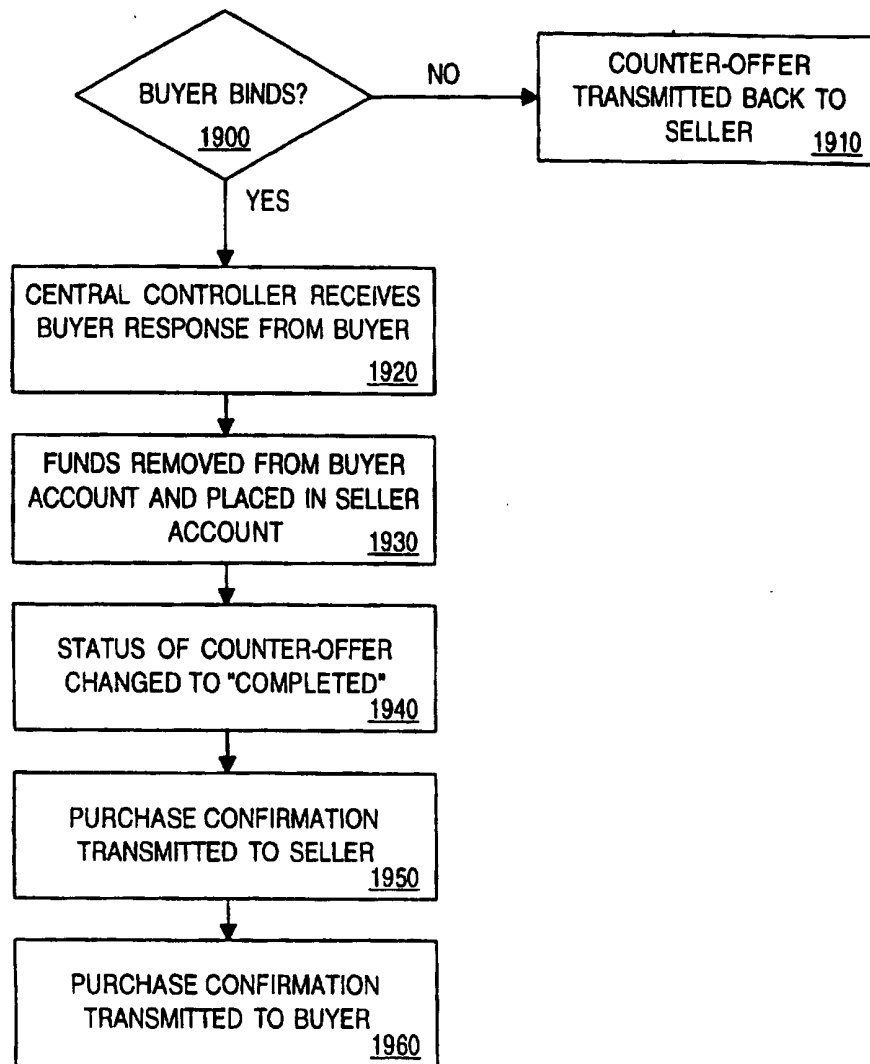 BUYER BINDS?
1900
NO
COUNTER-OFFER
TRANSMITTED BACK TO
SELLER
1910
YES
CENTRAL CONTROLLER RECEIVES
BUYER RESPONSE FROM BUYER
1920
FUNDS REMOVED FROM BUYER
ACCOUNT AND PLACED IN SELLER
ACCOUNT
1930
STATUS OF COUNTER-OFFER
CHANGED TO "COMPLETED"
1940
PURCHASE CONFIRMATION
TRANSMITTED TO SELLER
1950
PURCHASE CONFIRMATION
TRANSMITTED TO BUYER
1960